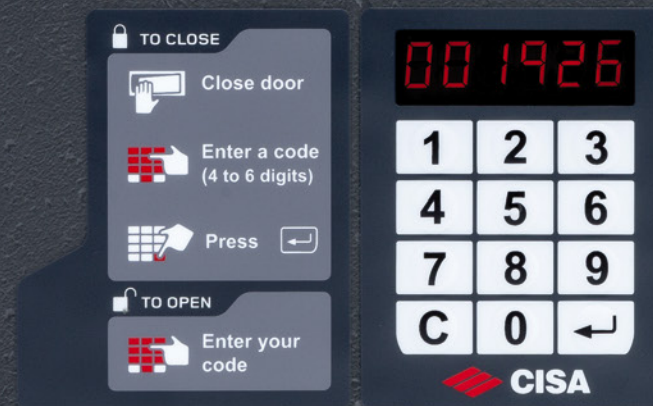 TO CLOSE
Close door
Enter a code
(4 to 6 digits)
Press
TO OPEN
Enter your
code
001926
1 2 3
4 5 6
7 8 9
C 0
CISA